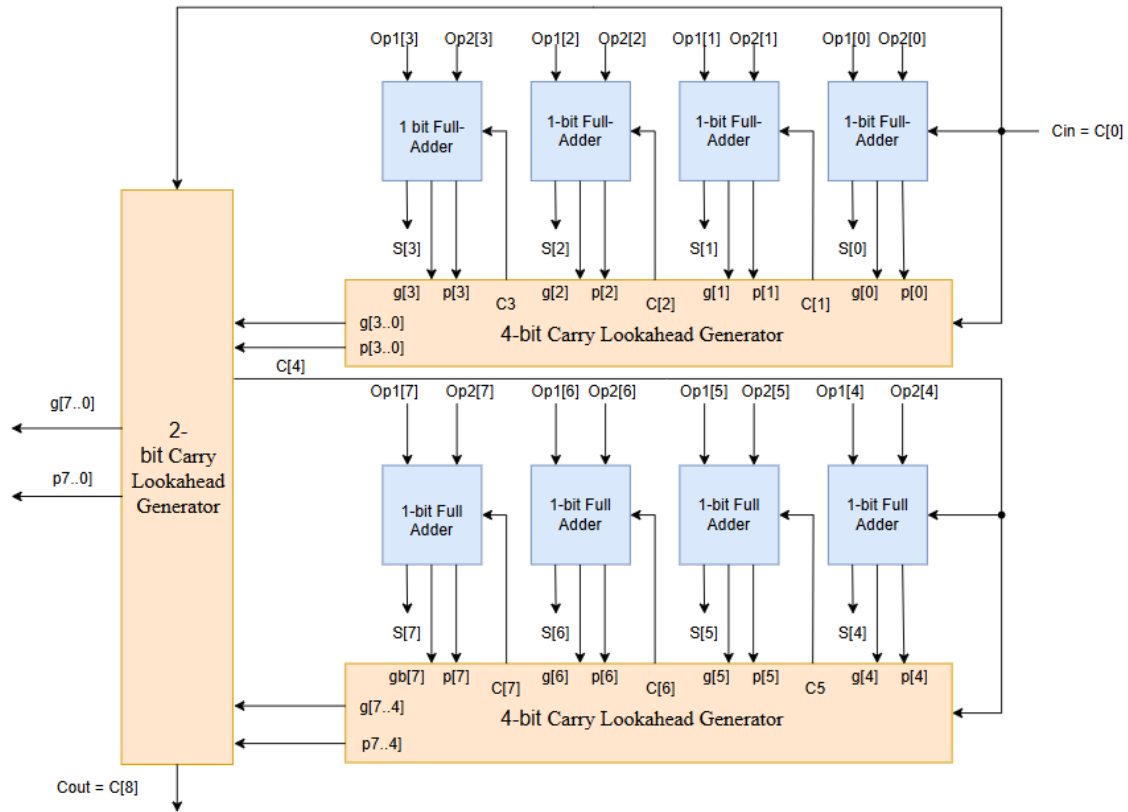 Op1[3] Op2[3] Op1[2] Op2[2] Op1[1] Op2[1] Op1[0] Op2[0]
1 bit Full-
Adder
1-bit Full-
Adder
1-bit Full-
Adder
1-bit Full-
Adder
Cin = C[0]
S[3] S[2] S[1] S[0]
g[3] p[3] C3 g[2] p[2] C[2] g[1] p[1] C[1] g[0] p[0]
4-bit Carry Lookahead Generator
g[3..0]
p[3..0]
C[4]
Op1[7] Op2[7] Op1[6] Op2[6] Op1[5] Op2[5] Op1[4] Op2[4]
g[7..0]
p7..0]
2-
bit Carry
Lookahead
Generator
1-bit Full
Adder
1-bit Full
Adder
1-bit Full
Adder
1-bit Full
Adder
S[7] S[6] S[5] S[4]
gb[7] p[7] C[7] g[6] p[6] C[6] g[5] p[5] C5 g[4] p[4]
4-bit Carry Lookahead Generator
g[7..4]
p7..4]
Cout = C[8]